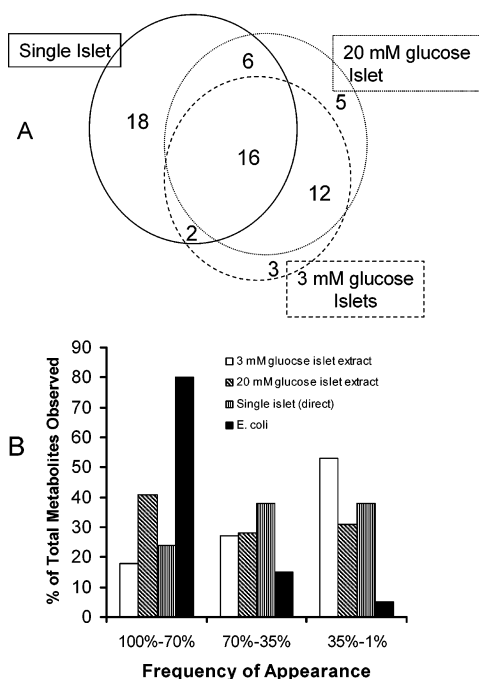 Single Islet
20 mM glucose
Islet
6
5
18
A
16
12
2
3
3 mM glucose
Islets
B
90
80
70
60
50
40
30
20
10
0
% of Total Metabolites Observed
3 mM gluocse islet extract
20 mM glucose islet extract
Single islet (direct)
E. coli
100%-70%
70%-35%
35%-1%
Frequency of Appearance